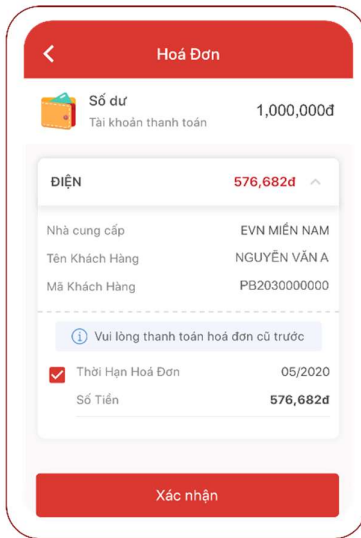 Hoá Đơn
Số dư
1,000,000đ
Tài khoản thanh toán
ĐIỆN 576,682đ
Nhà cung cấp EVN MIỀN NAM
Tên Khách Hàng NGUYÊN VĂN A
Mã Khách Hàng PB2030000000
Vui lòng thanh toán hoá đơn cũ trước
Thời Hạn Hoá Đơn 05/2020
Số Tiền 576,682đ
Xác nhận